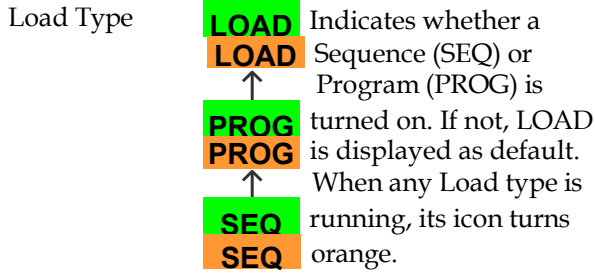 Load Type
LOAD Indicates whether a
LOAD Sequence (SEQ) or
Program (PROG) is
PROG turned on. If not, LOAD
PROG is displayed as default.
When any Load type is
SEQ running, its icon turns
SEQ orange.